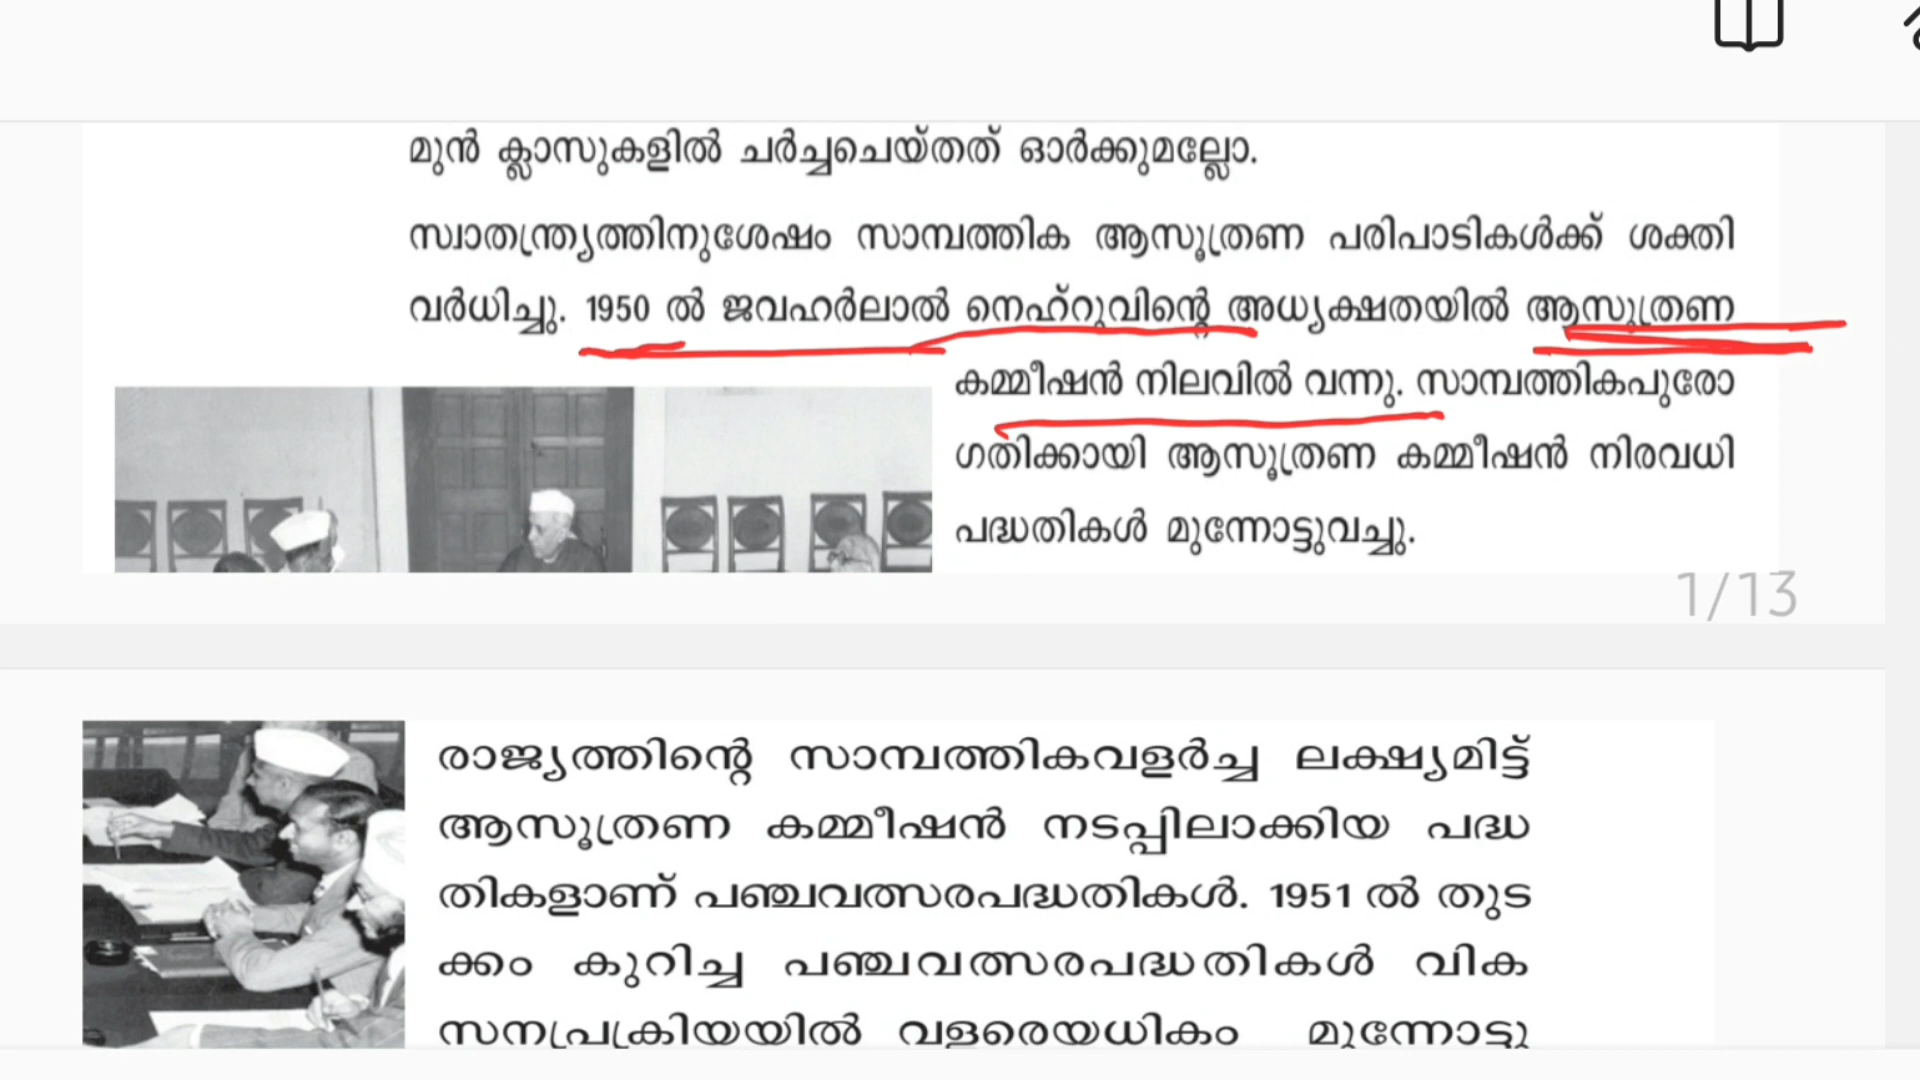 മുൻ ക്ലാസുകളിൽ ചർച്ചചെയ്തത് ഓർക്കുമല്ലോ.
സ്വാതന്ത്ര്യത്തിനുശേഷം സാമ്പത്തിക ആസൂത്രണ പരിപാടികൾക്ക് ശക്തി
വർധിച്ചു. 1950 ൽ ജവഹർലാൽ നെഹ്റുവിന്റെ അധ്യക്ഷതയിൽ ആസൂത്രണ
കമ്മീഷൻ നിലവിൽ വന്നു. സാമ്പത്തികപുരോ
ഗതിക്കായി ആസൂത്രണ കമ്മീഷൻ നിരവധി
പദ്ധതികൾ മുന്നോട്ടുവച്ചു.
1/13
രാജ്യത്തിന്റെ സാമ്പത്തികവളർച്ച ലക്ഷ്യമിട്ട്
ആസൂത്രണ കമ്മീഷൻ നടപ്പിലാക്കിയ പദ്ധ
തികളാണ് പഞ്ചവത്സരപദ്ധതികൾ. 1951 ൽ തുട
ക്കം കുറിച്ച പഞ്ചവത്സരപദ്ധതികൾ വിക
സനപ്രക്രിയയിൽ വളരെയധികം മുന്നോട്ടു